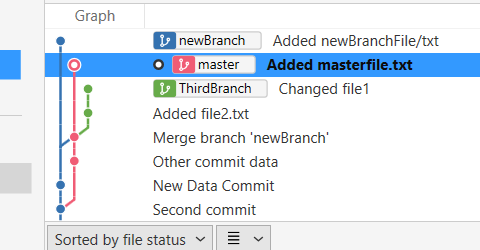 Graph
newBranch Added newBranchFile/txt
master Added masterfile.txt
ThirdBranch Changed file1
Added file2.txt
Merge branch 'newBranch'
Other commit data
New Data Commit
Second commit
Sorted by file status